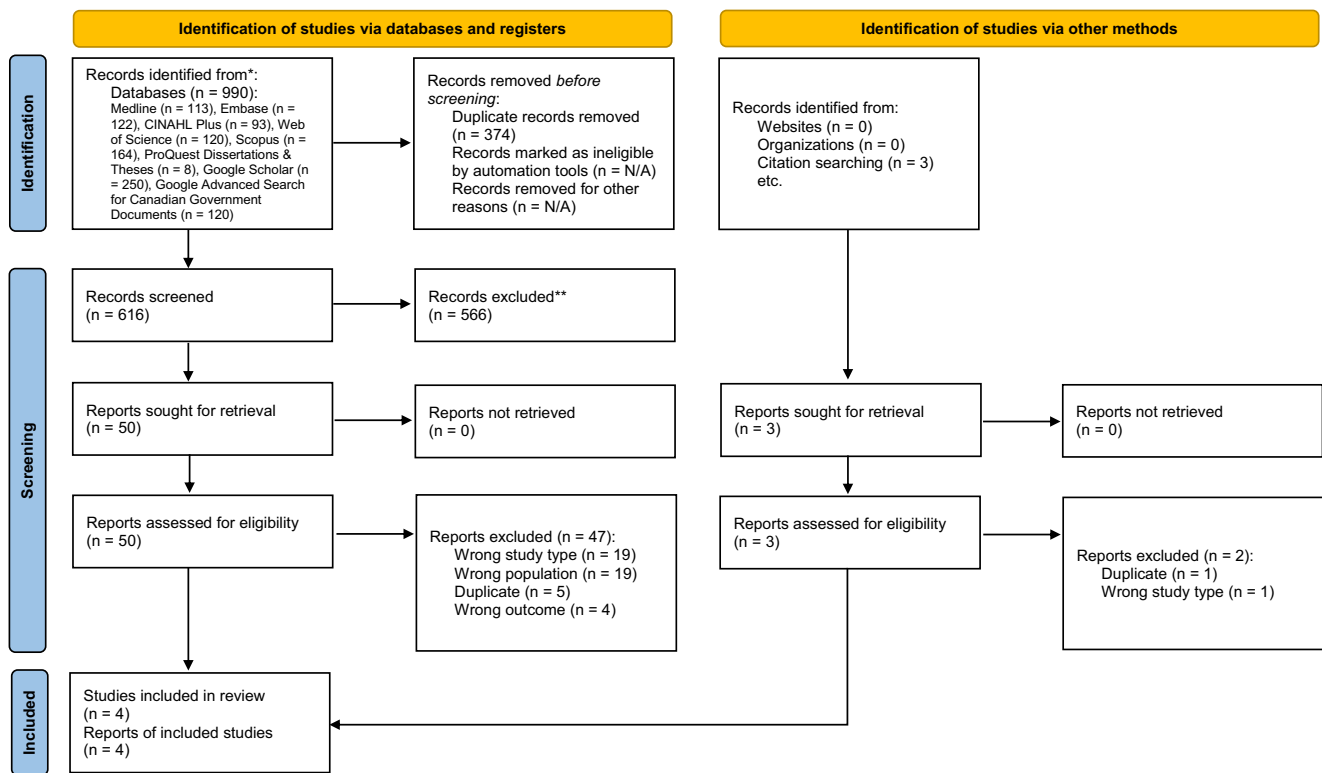 Identification of studies via databases and registers
Identification of studies via other methods
Identification
Records identified from*:
Databases (n = 990):
Medline (n = 113), Embase (n =
122), CINAHL Plus (n = 93), Web
of Science (n = 120), Scopus (n =
164), ProQuest Dissertations &
Theses (n = 8), Google Scholar (n
= 250), Google Advanced Search
for Canadian Government
Documents (n = 120)
Records removed before
screening:
Duplicate records removed
(n = 374)
Records marked as ineligible
by automation tools (n = N/A)
Records removed for other
reasons (n = N/A)
Records identified from:
Websites (n = 0)
Organizations (n = 0)
Citation searching (n = 3)
etc.
Screening
Records screened
(n = 616)
Records excluded**
(n = 566)
Reports sought for retrieval
(n = 50)
Reports not retrieved
(n = 0)
Reports sought for retrieval
(n = 3)
Reports not retrieved
(n = 0)
Reports assessed for eligibility
(n = 50)
Reports excluded (n = 47):
Wrong study type (n = 19)
Wrong population (n = 19)
Duplicate (n = 5)
Wrong outcome (n = 4)
Reports assessed for eligibility
(n = 3)
Reports excluded (n = 2):
Duplicate (n = 1)
Wrong study type (n = 1)
Included
Studies included in review
(n = 4)
Reports of included studies
(n = 4)